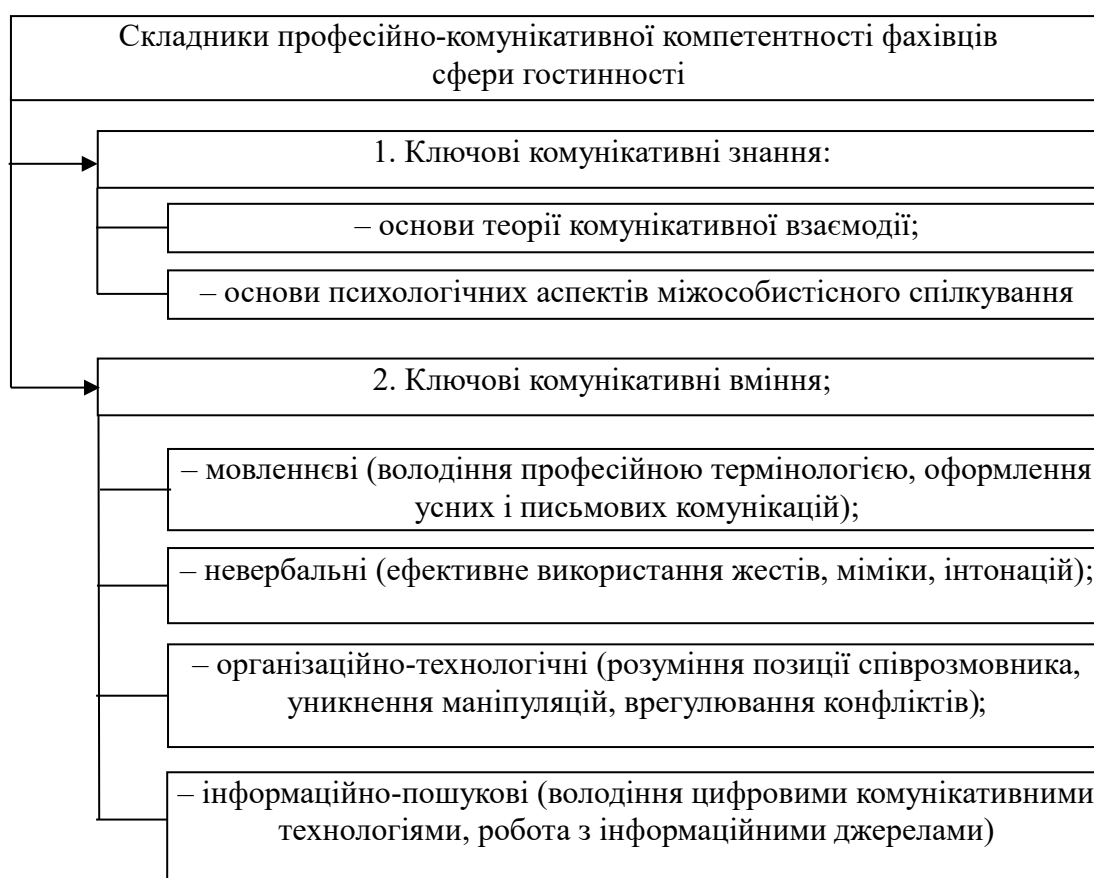 Складники професійно-комунікативної компетентності фахівців
сфери гостинності
1. Ключові комунікативні знання:
– основи теорії комунікативної взаємодії;
– основи психологічних аспектів міжособистісного спілкування
2. Ключові комунікативні вміння;
– мовленнєві (володіння професійною термінологією, оформлення
усних і письмових комунікацій);
– невербальні (ефективне використання жестів, міміки, інтонацій);
– організаційно-технологічні (розуміння позиції співрозмовника,
уникнення маніпуляцій, врегулювання конфліктів);
– інформаційно-пошукові (володіння цифровими комунікативними
технологіями, робота з інформаційними джерелами)